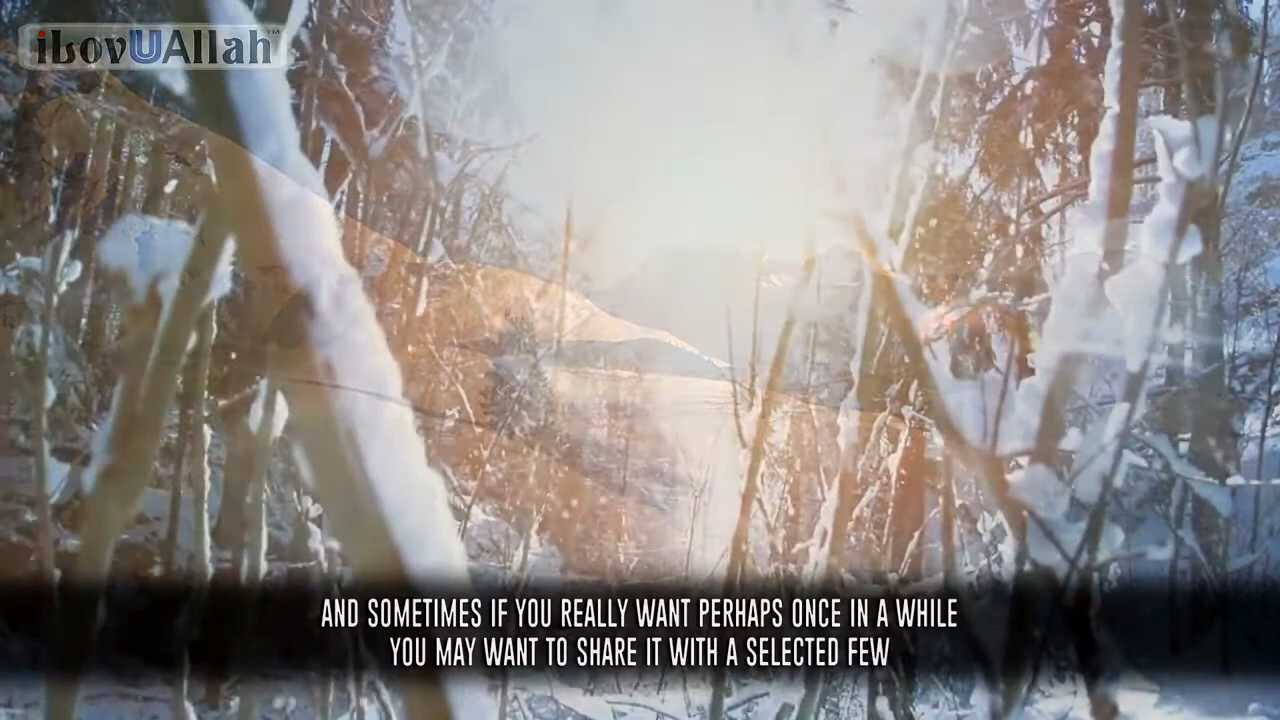 iLovUAllah™
AND SOMETIMES IF YOU REALLY WANT PERHAPS ONCE IN A WHILE
YOU MAY WANT TO SHARE IT WITH A SELECTED FEW